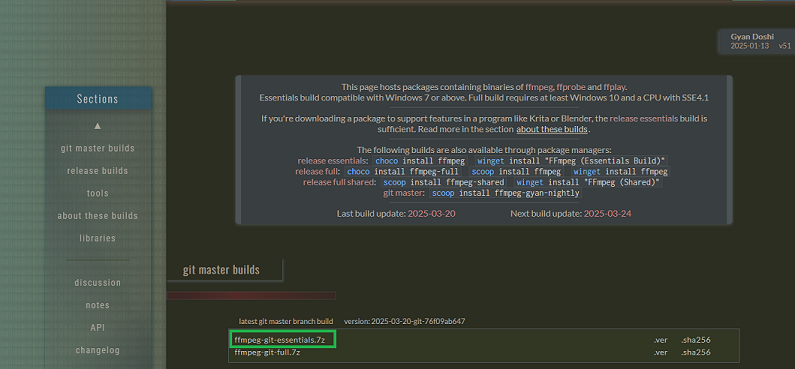 Gyan Doshi
2025-01-13 v51
Sections
▲
git master builds
release builds
tools
about these builds
libraries
discussion
notes
API
changelog
This page hosts packages containing binaries of ffmpeg, ffprobe and ffplay.
Essentials build compatible with Windows 7 or above. Full build requires at least Windows 10 and a CPU with SSE4.1
If you're downloading a package to support features in a program like Krita or Blender, the release essentials build is
sufficient. Read more in the section about these builds.
The following builds are also available through package managers:
release essentials: choco install ffmpeg winget install "FFmpeg (Essentials Build)"
release full: choco install ffmpeg-full scoop install ffmpeg winget install ffmpeg
release full shared: scoop install ffmpeg-shared winget install "FFmpeg (Shared)"
git master: scoop install ffmpeg-gyan-nightly
Last build update: 2025-03-20 Next build update: 2025-03-24
git master builds
latest git master branch build version: 2025-03-20-git-76f09ab647
ffmpeg-git-essentials.7z .ver .sha256
ffmpeg-git-full.7z .ver .sha256